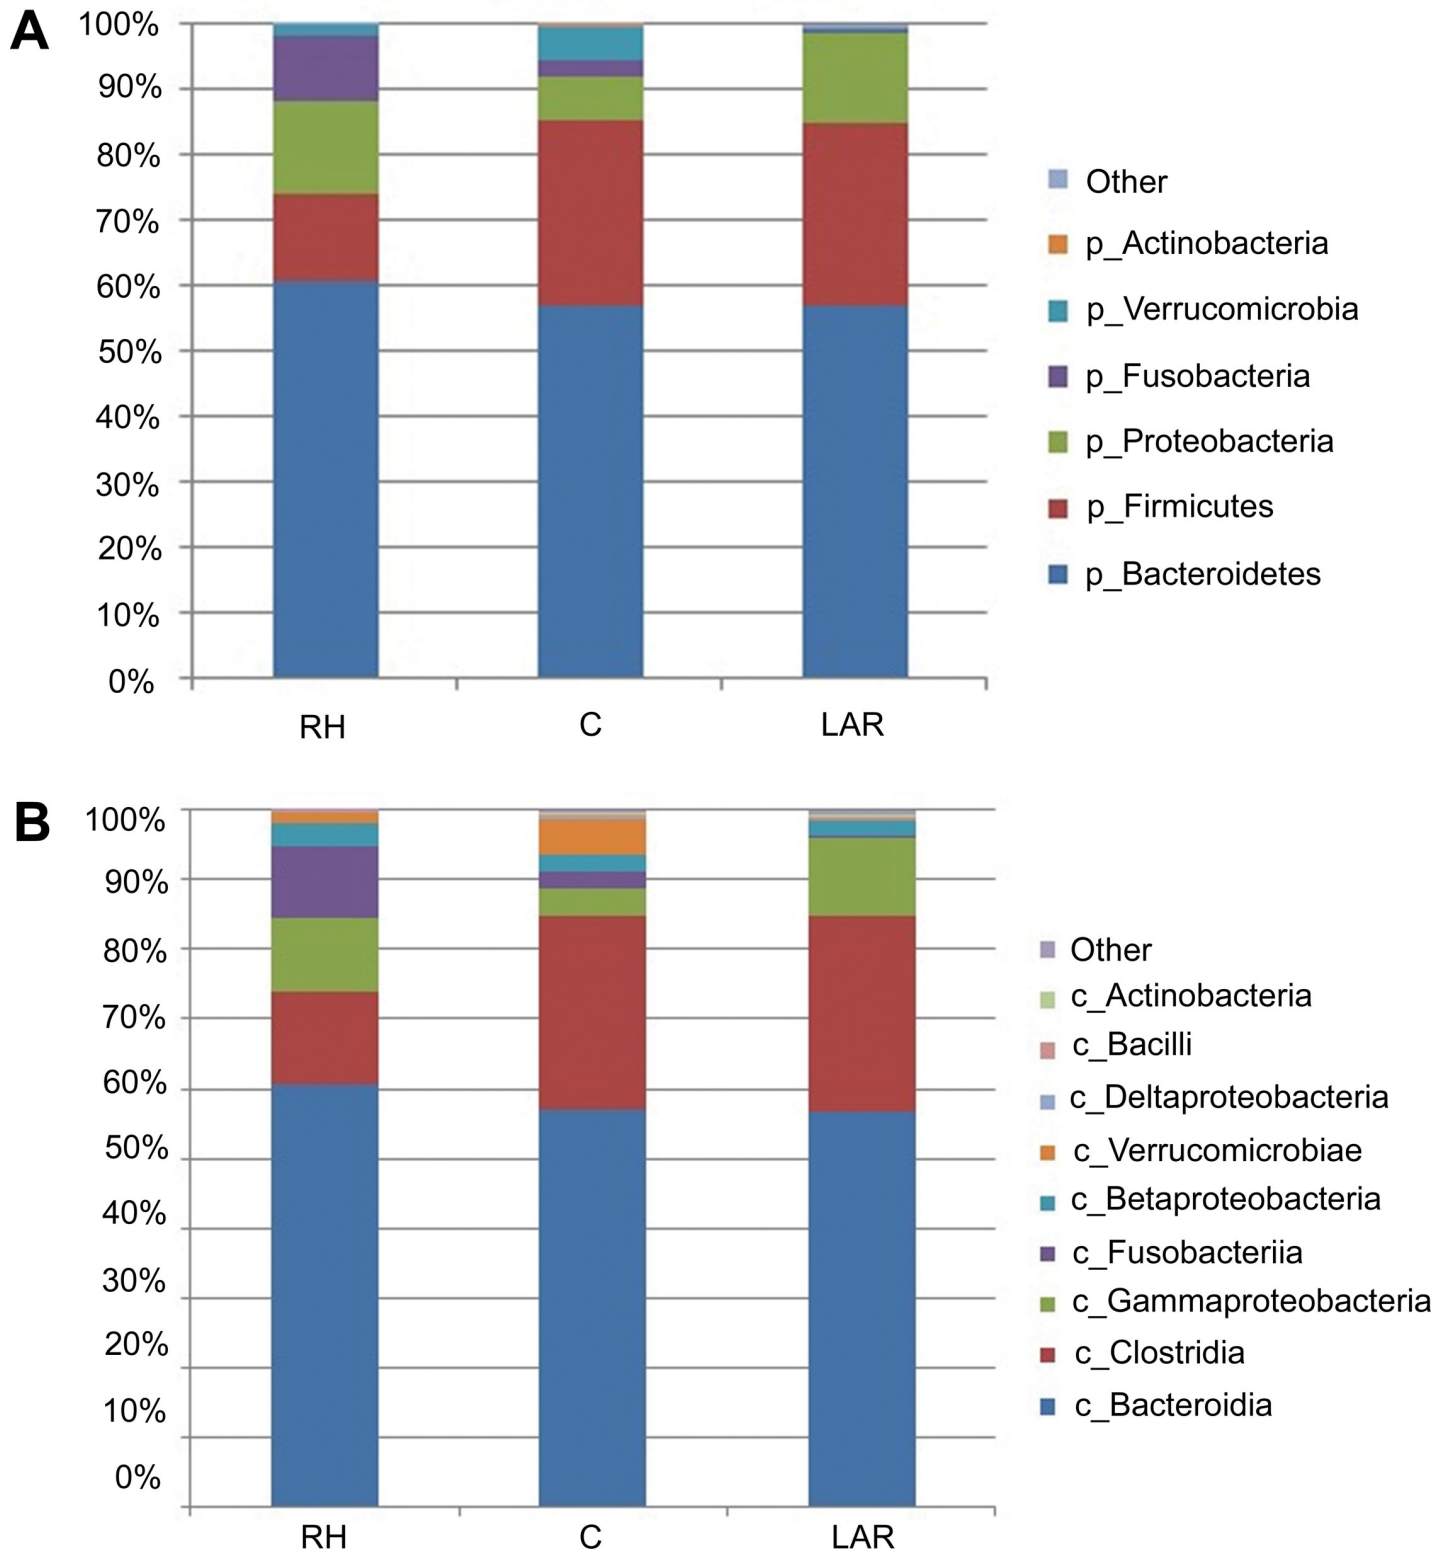 A
100%
90%
80%
70%
60%
50%
40%
30%
20%
10%
0%
RH C LAR
Other
p_Actinobacteria
p_Verrucomicrobia
p_Fusobacteria
p_Proteobacteria
p_Firmicutes
p_Bacteroidetes
B
100%
90%
80%
70%
60%
50%
40%
30%
20%
10%
0%
RH C LAR
Other
c_Actinobacteria
c_Bacilli
c_Deltaproteobacteria
c_Verrucomicrobiae
c_Betaproteobacteria
c_Fusobacteriia
c_Gammaproteobacteria
c_Clostridia
c_Bacteroidia